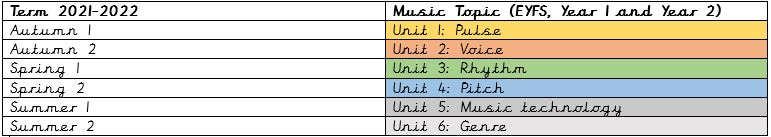 Term 2021-2022 Music Topic (EYFS, Year 1 and Year 2)
Autumn 1 Unit 1: Pulse
Autumn 2 Unit 2: Voice
Spring 1 Unit 3: Rhythm
Spring 2 Unit 4: Pitch
Summer 1 Unit 5: Music technology
Summer 2 Unit 6: Genre